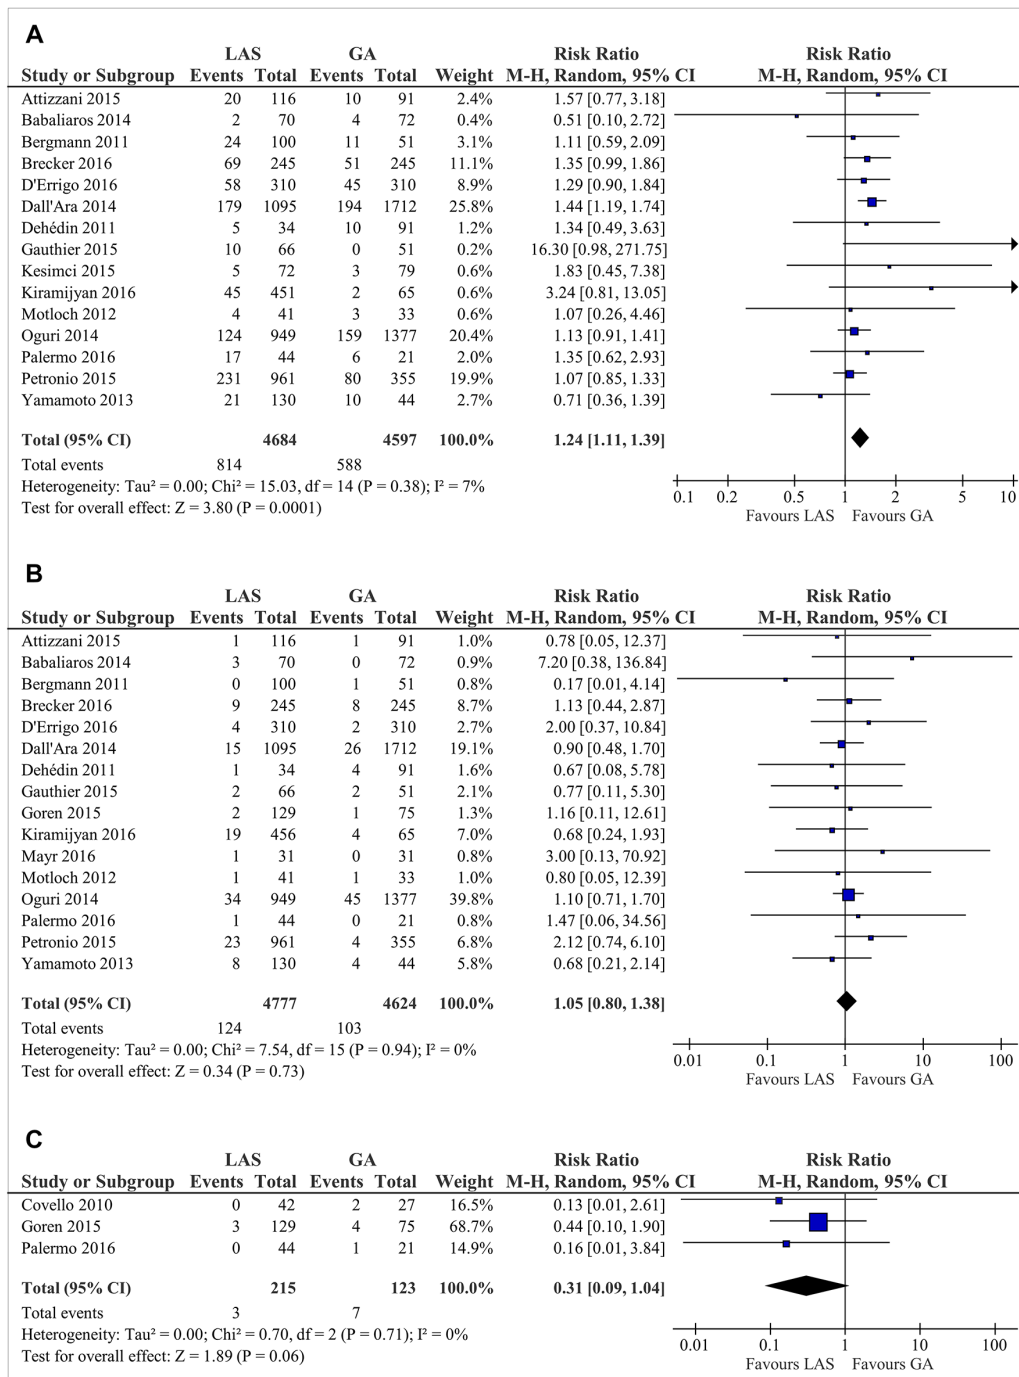 A
LAS GA Risk Ratio Risk Ratio
Study or Subgroup Events Total Events Total Weight M-H, Random, 95% CI M-H, Random, 95% CI
Attizzani 2015 20 116 10 91 2.4% 1.57 [0.77, 3.18]
Babaliaros 2014 2 70 4 72 0.4% 0.51 [0.10, 2.72]
Bergmann 2011 24 100 11 51 3.1% 1.11 [0.59, 2.09]
Brecker 2016 69 245 51 245 11.1% 1.35 [0.99, 1.86]
D'Errigo 2016 58 310 45 310 8.9% 1.29 [0.90, 1.84]
Dall'Ara 2014 179 1095 194 1712 25.8% 1.44 [1.19, 1.74]
Dehédin 2011 5 34 10 91 1.2% 1.34 [0.49, 3.63]
Gauthier 2015 10 66 0 51 0.2% 16.30 [0.98, 271.75]
Kesimci 2015 5 72 3 79 0.6% 1.83 [0.45, 7.38]
Kiramijyan 2016 45 451 2 65 0.6% 3.24 [0.81, 13.05]
Motloch 2012 4 41 3 33 0.6% 1.07 [0.26, 4.46]
Oguri 2014 124 949 159 1377 20.4% 1.13 [0.91, 1.41]
Palermo 2016 17 44 6 21 2.0% 1.35 [0.62, 2.93]
Petronio 2015 231 961 80 355 19.9% 1.07 [0.85, 1.33]
Yamamoto 2013 21 130 10 44 2.7% 0.71 [0.36, 1.39]
Total (95% CI) 4684 4597 100.0% 1.24 [1.11, 1.39]
Total events 814 588
Heterogeneity: Tau² = 0.00; Chi² = 15.03, df = 14 (P = 0.38); I² = 7%
Test for overall effect: Z = 3.80 (P = 0.0001)
0.1 0.2 0.5 1 2 5 10
Favours LAS Favours GA
B
LAS GA Risk Ratio Risk Ratio
Study or Subgroup Events Total Events Total Weight M-H, Random, 95% CI M-H, Random, 95% CI
Attizzani 2015 1 116 1 91 1.0% 0.78 [0.05, 12.37]
Babaliaros 2014 3 70 0 72 0.9% 7.20 [0.38, 136.84]
Bergmann 2011 0 100 1 51 0.8% 0.17 [0.01, 4.14]
Brecker 2016 9 245 8 245 8.7% 1.13 [0.44, 2.87]
D'Errigo 2016 4 310 2 310 2.7% 2.00 [0.37, 10.84]
Dall'Ara 2014 15 1095 26 1712 19.1% 0.90 [0.48, 1.70]
Dehédin 2011 1 34 4 91 1.6% 0.67 [0.08, 5.78]
Gauthier 2015 2 66 2 51 2.1% 0.77 [0.11, 5.30]
Goren 2015 2 129 1 75 1.3% 1.16 [0.11, 12.61]
Kiramijyan 2016 19 456 4 65 7.0% 0.68 [0.24, 1.93]
Mayr 2016 1 31 0 31 0.8% 3.00 [0.13, 70.92]
Motloch 2012 1 41 1 33 1.0% 0.80 [0.05, 12.39]
Oguri 2014 34 949 45 1377 39.8% 1.10 [0.71, 1.70]
Palermo 2016 1 44 0 21 0.8% 1.47 [0.06, 34.56]
Petronio 2015 23 961 4 355 6.8% 2.12 [0.74, 6.10]
Yamamoto 2013 8 130 4 44 5.8% 0.68 [0.21, 2.14]
Total (95% CI) 4777 4624 100.0% 1.05 [0.80, 1.38]
Total events 124 103
Heterogeneity: Tau² = 0.00; Chi² = 7.54, df = 15 (P = 0.94); I² = 0%
Test for overall effect: Z = 0.34 (P = 0.73)
0.01 0.1 1 10 100
Favours LAS Favours GA
C
LAS GA Risk Ratio Risk Ratio
Study or Subgroup Events Total Events Total Weight M-H, Random, 95% CI M-H, Random, 95% CI
Covello 2010 0 42 2 27 16.5% 0.13 [0.01, 2.61]
Goren 2015 3 129 4 75 68.7% 0.44 [0.10, 1.90]
Palermo 2016 0 44 1 21 14.9% 0.16 [0.01, 3.84]
Total (95% CI) 215 123 100.0% 0.31 [0.09, 1.04]
Total events 3 7
Heterogeneity: Tau² = 0.00; Chi² = 0.70, df = 2 (P = 0.71); I² = 0%
Test for overall effect: Z = 1.89 (P = 0.06)
0.01 0.1 1 10 100
Favours LAS Favours GA